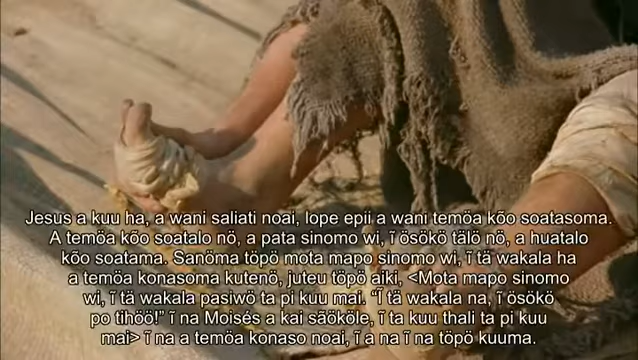 Jesus a kuu ha, a wani saliati noai, lope epii a wani temöa kõo soatasoma.
A temöa kõo soatalo nö, a pata sinomo wi, ĩ ösökö tälö nö, a huatalo
kõo soatama. Sanöma töpö mota mapo sinomo wi, ĩ tä wakala ha
a temöa konasoma kutenö, juteu töpö aiki, <Mota mapo sinomo
wi, ĩ tä wakala pasiwö ta pi kuu mai. “Ĩ tä wakala na, ĩ ösökö
po tihöö!” ĩ na Moisés a kai säököle, ĩ ta kuu thali ta pi kuu
mai> ĩ na a temöa konaso noai, ĩ a na ĩ na töpö kuuma.